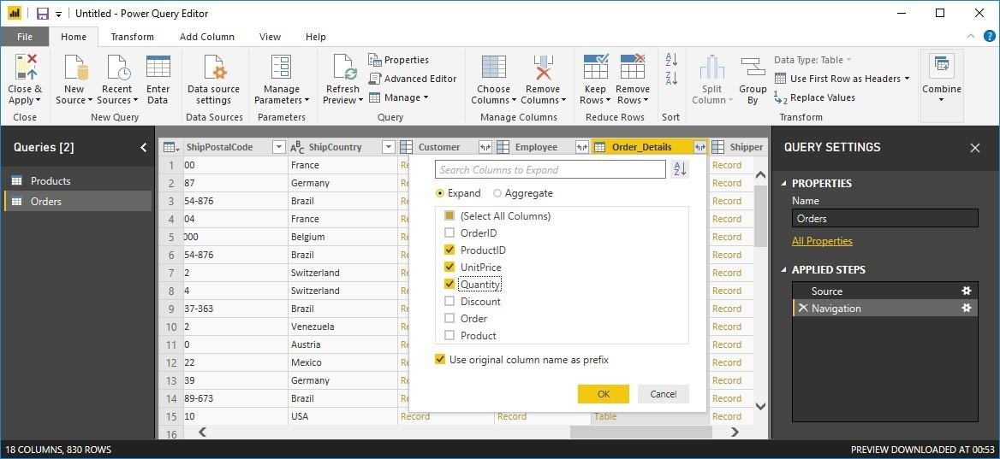 Untitled - Power Query Editor
File Home Transform Add Column View Help
Close & Apply
New Source
Recent Sources
Enter Data
Data source settings
Manage Parameters
Refresh Preview
Properties
Advanced Editor
Manage
Choose Columns
Remove Columns
Keep Rows
Remove Rows
Split Column
Group By
Data Type: Table
Use First Row as Headers
Replace Values
Combine
Close New Query Data Sources Parameters Query Manage Columns Reduce Rows Sort Transform
Queries [2]
Products
Orders
ShipPostalCode ShipCountry Customer Employee Order_Details Shipper
1 00 France Re Record
2 87 Germany Re Record
3 54-876 Brazil Re Record
4 04 France Re Record
5 000 Belgium Re Record
6 54-876 Brazil Re Record
7 2 Switzerland Re Record
8 4 Switzerland Re Record
9 37-363 Brazil Re Record
10 2 Venezuela Re Record
11 0 Austria Re Record
12 22 Mexico Re Record
13 39 Germany Re Record
14 89-673 Brazil Re Record
15 10 USA Record Record Table Record
16
Search Columns to Expand
Expand Aggregate
(Select All Columns)
OrderID
ProductID
UnitPrice
Quantity
Discount
Order
Product
Use original column name as prefix
OK Cancel
QUERY SETTINGS
PROPERTIES
Name
Orders
All Properties
APPLIED STEPS
Source
Navigation
18 COLUMNS, 830 ROWS
PREVIEW DOWNLOADED AT 00:53